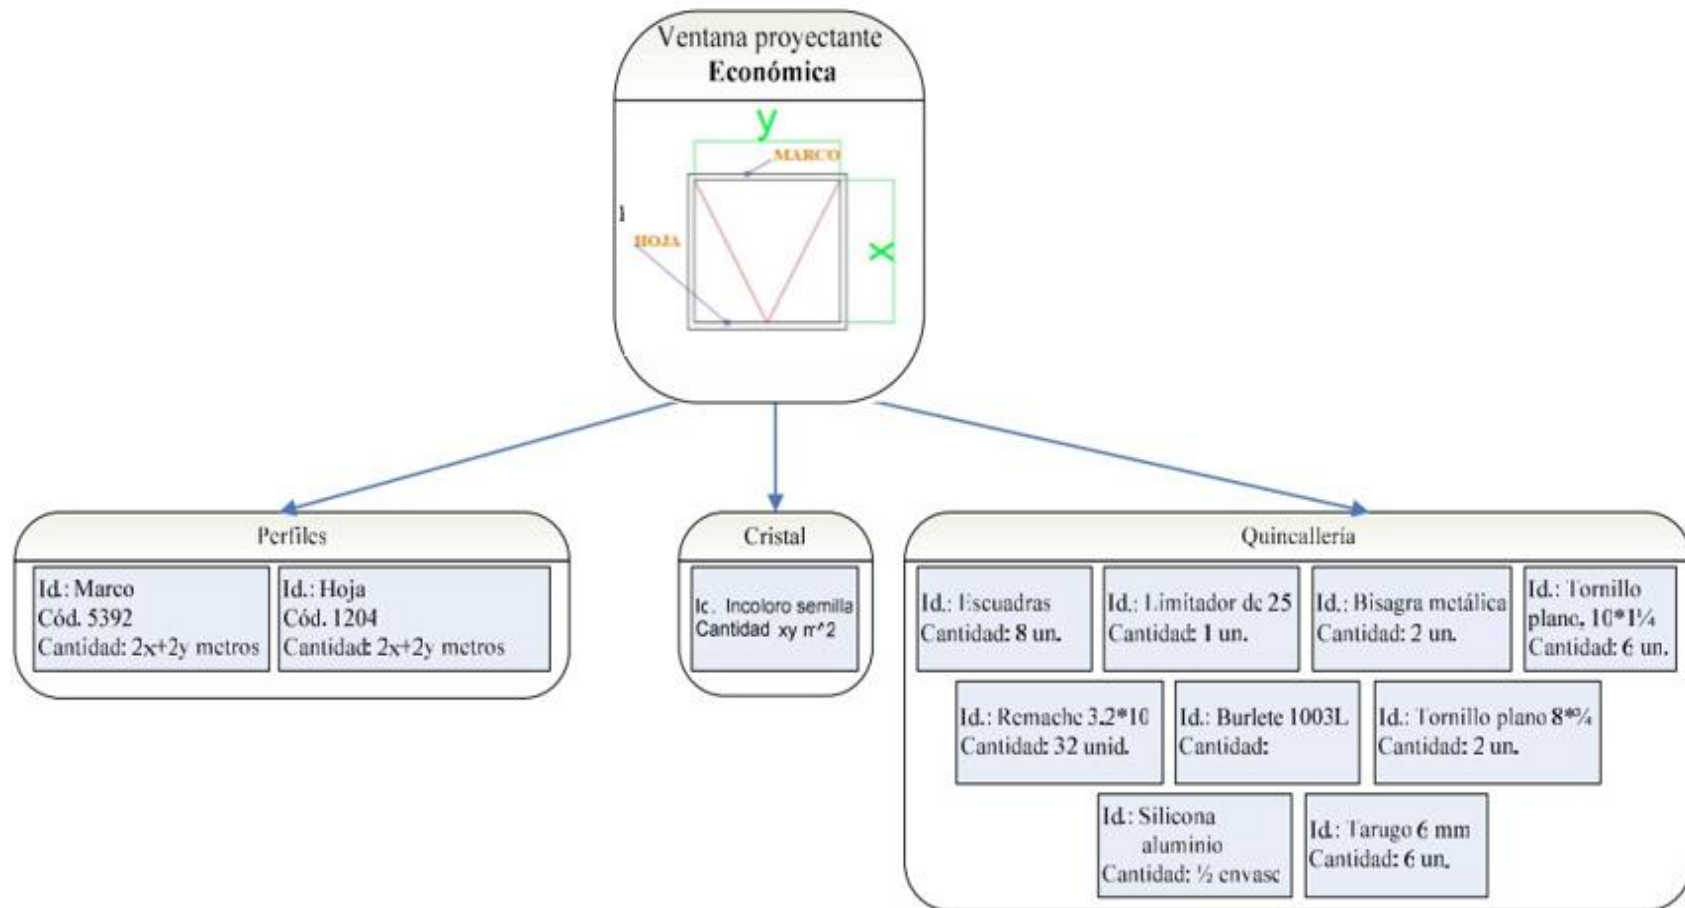 Ventana proyectante
Económica
y
MARCO
HOJA
x
Perfiles
Id.: Marco
Cód. 5392
Cantidad: 2x+2y metros
Id.: Hoja
Cód. 1204
Cantidad: 2x+2y metros
Cristal
Id. Incoloro semilla
Cantidad xy m^2
Quincallería
Id.: Escuadras
Cantidad: 8 un.
Id.: Limitador de 25
Cantidad: 1 un.
Id.: Bisagra metálica
Cantidad: 2 un.
Id.: Tornillo
plano. 10*1¼
Cantidad: 6 un.
Id.: Remache 3.2*10
Cantidad: 32 unid.
Id.: Burlete 1003L
Cantidad:
Id.: Tornillo plano 8*¾
Cantidad: 2 un.
Id.: Silicona
aluminio
Cantidad: ½ envase
Id.: Tarugo 6 mm
Cantidad: 6 un.